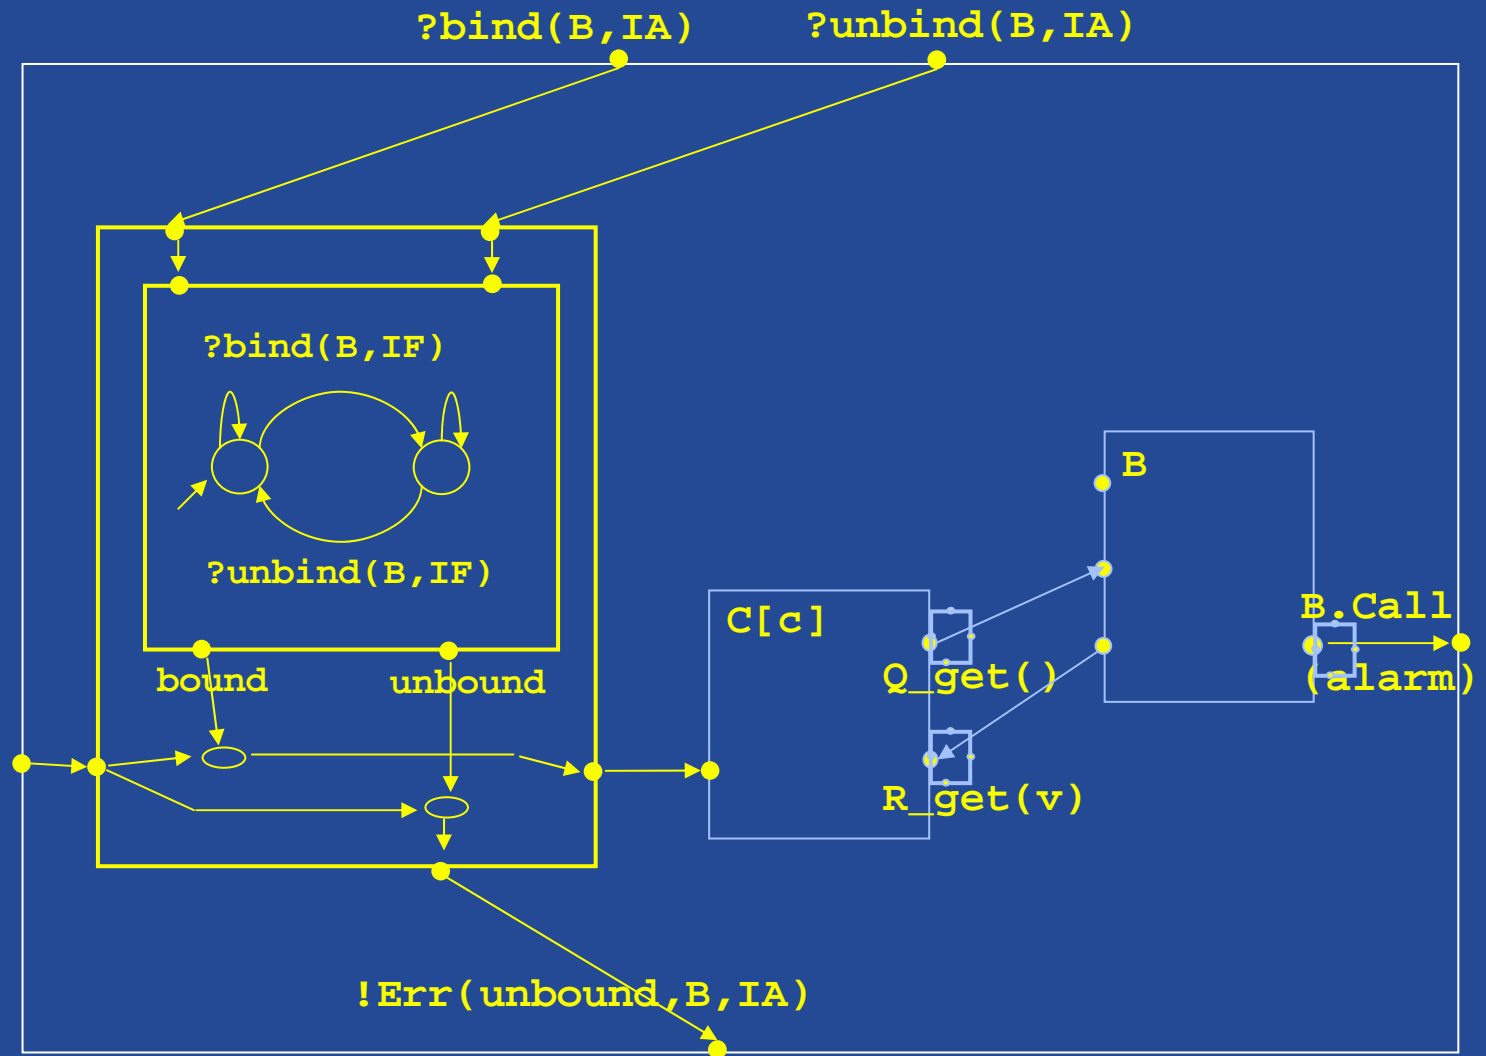 ?bind(B,IA)
?unbind(B,IA)
?bind(B,IF)
?unbind(B,IF)
bound
unbound
B
C[c]
B.Call
(alarm)
Q_get()
R_get(v)
!Err(unbound,B,IA)